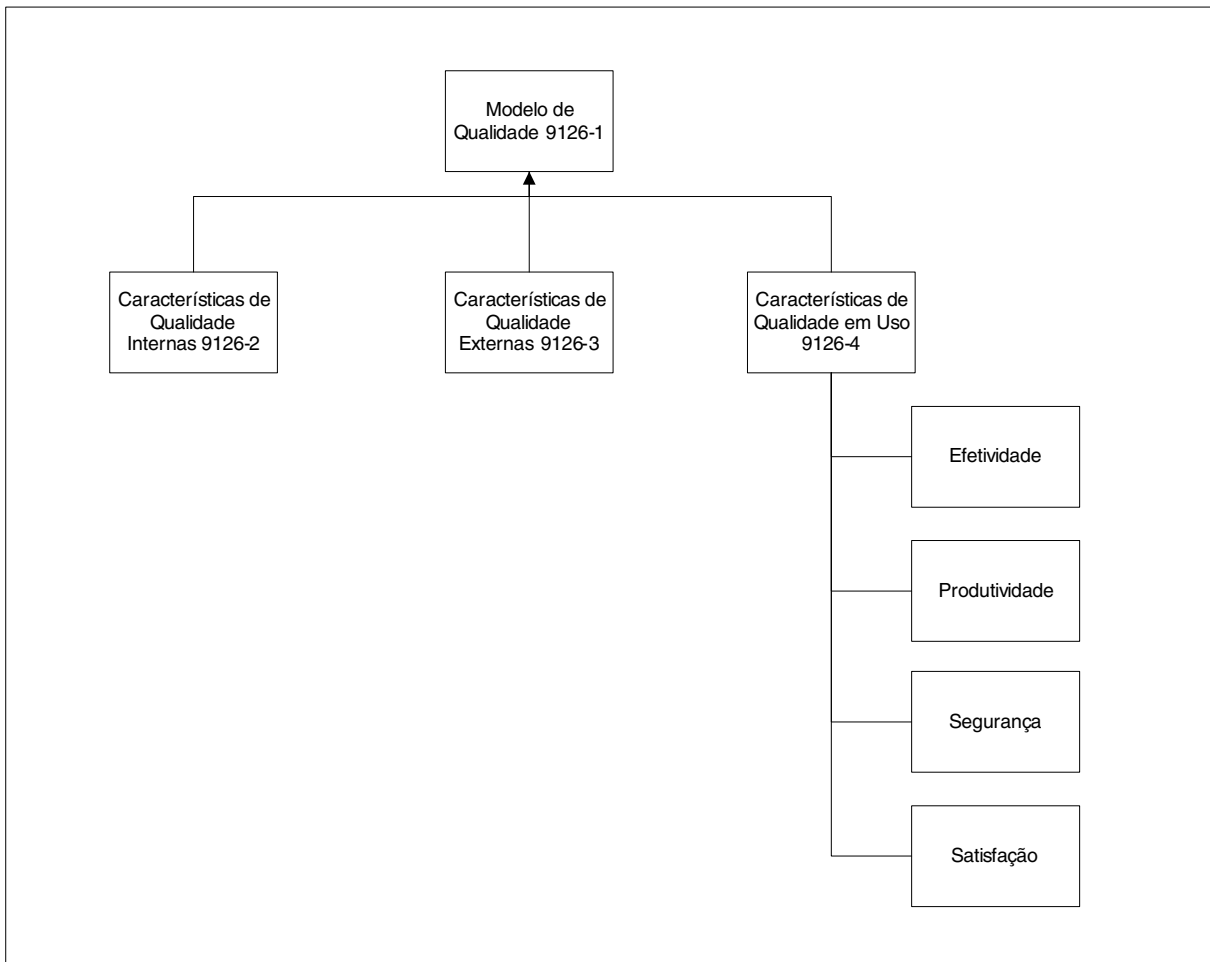 Modelo de
Qualidade 9126-1
Características de
Qualidade
Internas 9126-2
Características de
Qualidade
Externas 9126-3
Características de
Qualidade em Uso
9126-4
Efetividade
Produtividade
Segurança
Satisfação